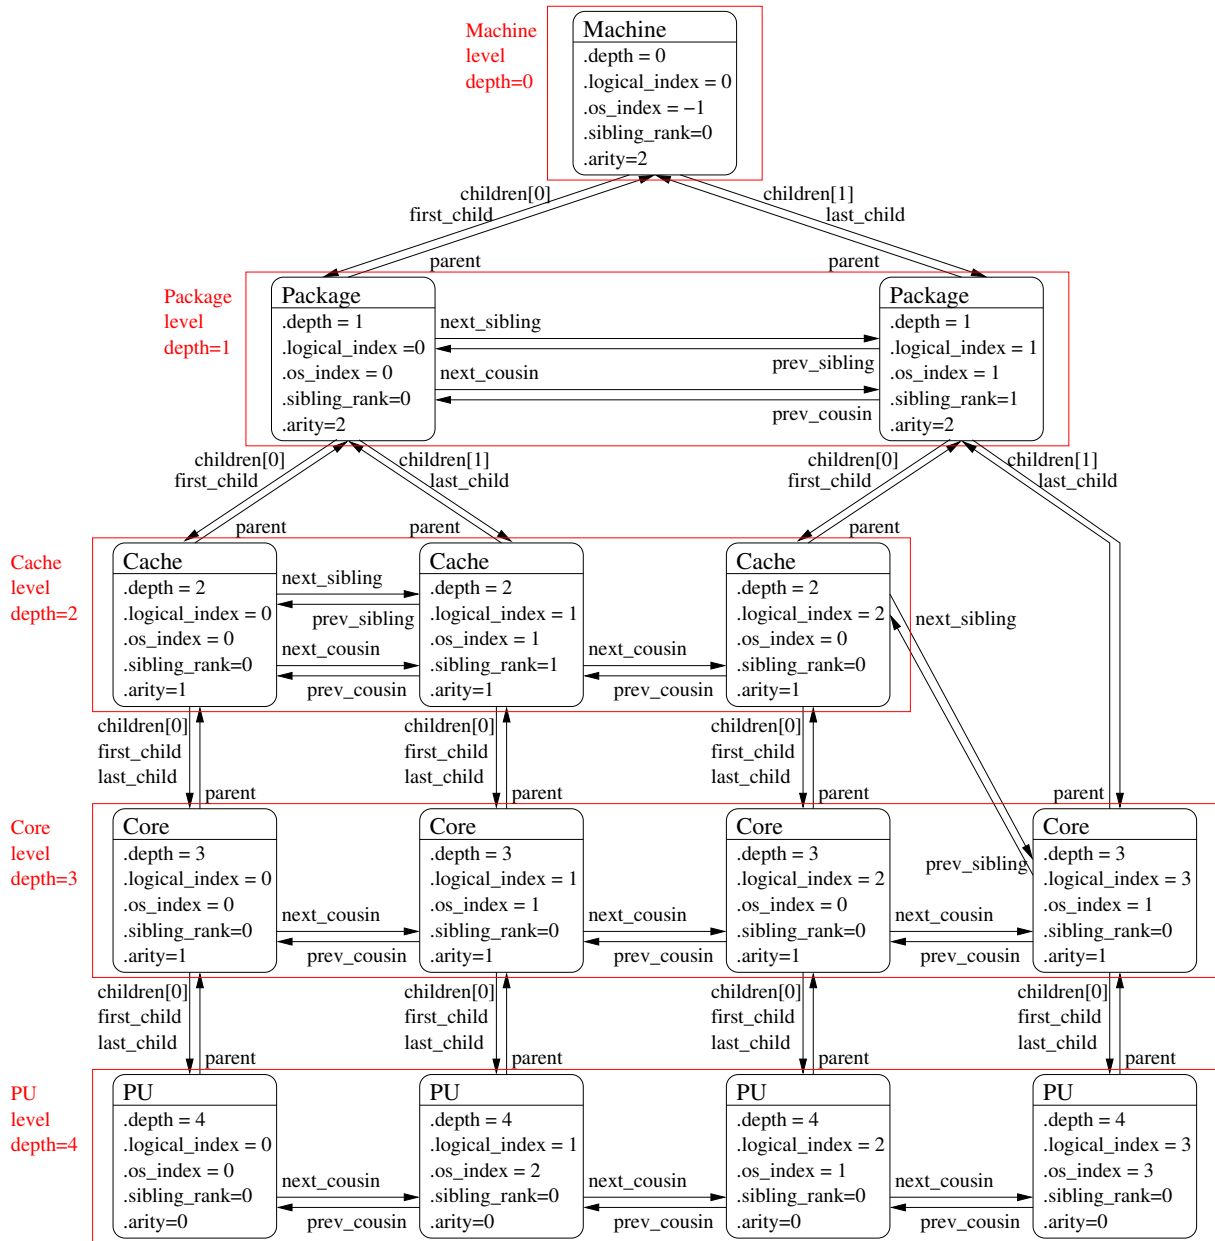 Machine
level
depth=0
Machine
.depth = 0
.logical_index = 0
.os_index = −1
.sibling_rank=0
.arity=2
children[0]
first_child
children[1]
last_child
parent
parent
Package
level
depth=1
Package
.depth = 1
.logical_index =0
.os_index = 0
.sibling_rank=0
.arity=2
next_sibling
prev_sibling
next_cousin
prev_cousin
Package
.depth = 1
.logical_index = 1
.os_index = 1
.sibling_rank=1
.arity=2
children[0]
first_child
children[1]
last_child
children[0]
first_child
children[1]
last_child
parent
parent
Cache
level
depth=2
Cache
.depth = 2
.logical_index = 0
.os_index = 0
.sibling_rank=0
.arity=1
next_sibling
prev_sibling
next_cousin
prev_cousin
Cache
.depth = 2
.logical_index = 1
.os_index = 1
.sibling_rank=1
.arity=1
next_cousin
prev_cousin
Cache
.depth = 2
.logical_index = 2
.os_index = 0
.sibling_rank=0
.arity=1
next_sibling
children[0]
first_child
last_child
children[0]
first_child
last_child
children[0]
first_child
last_child
parent
parent
parent
parent
Core
level
depth=3
Core
.depth = 3
.logical_index = 0
.os_index = 0
.sibling_rank=0
.arity=1
next_cousin
prev_cousin
Core
.depth = 3
.logical_index = 1
.os_index = 1
.sibling_rank=0
.arity=1
next_cousin
prev_cousin
Core
.depth = 3
.logical_index = 2
.os_index = 0
.sibling_rank=0
.arity=1
prev_sibling
next_cousin
prev_cousin
Core
.depth = 3
.logical_index = 3
.os_index = 1
.sibling_rank=0
.arity=1
children[0]
first_child
last_child
children[0]
first_child
last_child
children[0]
first_child
last_child
children[0]
first_child
last_child
parent
parent
parent
parent
PU
level
depth=4
PU
.depth = 4
.logical_index = 0
.os_index = 0
.sibling_rank=0
.arity=0
next_cousin
prev_cousin
PU
.depth = 4
.logical_index = 1
.os_index = 2
.sibling_rank=0
.arity=0
next_cousin
prev_cousin
PU
.depth = 4
.logical_index = 2
.os_index = 1
.sibling_rank=0
.arity=0
next_cousin
prev_cousin
PU
.depth = 4
.logical_index = 3
.os_index = 3
.sibling_rank=0
.arity=0